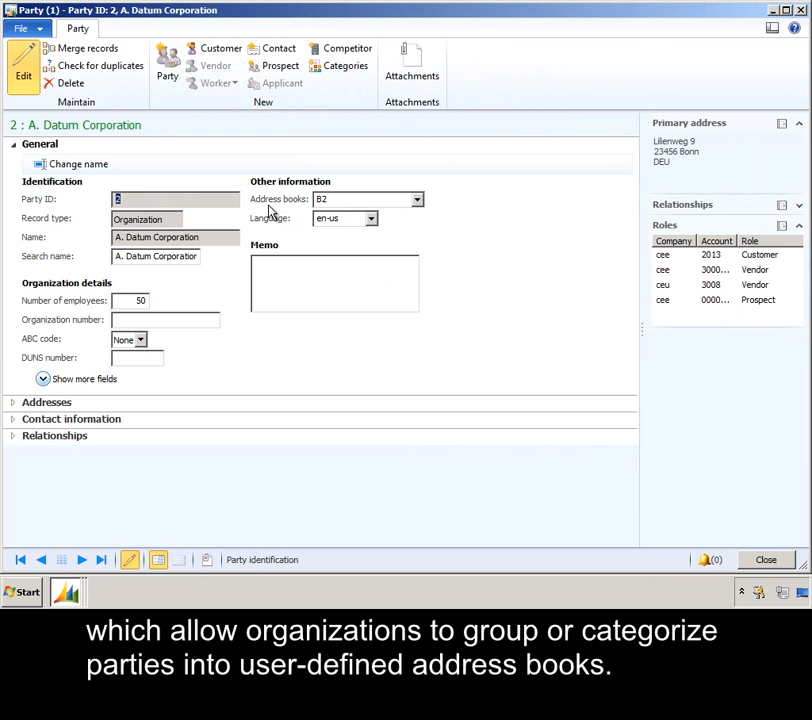 Party (1) - Party ID: 2, A. Datum Corporation
File
Party
Edit
Merge records
Check for duplicates
Delete
Maintain
Party
Customer
Vendor
Worker
Contact
Prospect
Applicant
Competitor
Categories
New
Attachments
Attachments
2 : A. Datum Corporation
General
Change name
Identification
Party ID: 2
Record type: Organization
Name: A. Datum Corporation
Search name: A. Datum Corporation
Organization details
Number of employees: 50
Organization number:
ABC code: None
DUNS number:
Show more fields
Other information
Address books: B2
Language: en-us
Memo
Addresses
Contact information
Relationships
Primary address
Lilienweg 9
23456 Bonn
DEU
Relationships
Roles
Company Account Role
cee 2013 Customer
cee 3000... Vendor
ceu 3008 Vendor
cee 0000... Prospect
Party identification
(0)
Close
Start
which allow organizations to group or categorize
parties into user-defined address books.